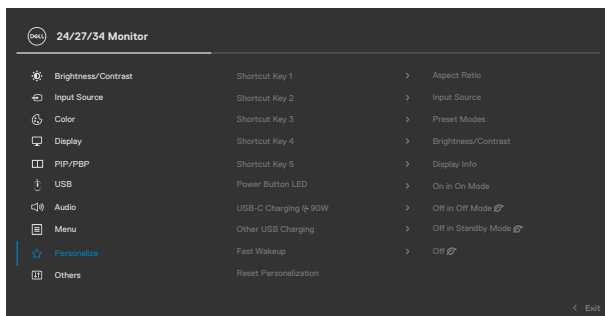 DELL 24/27/34 Monitor
Brightness/Contrast Shortcut Key 1 > Aspect Ratio
Input Source Shortcut Key 2 > Input Source
Color Shortcut Key 3 > Preset Modes
Display Shortcut Key 4 > Brightness/Contrast
PIP/PBP Shortcut Key 5 > Display Info
USB Power Button LED > On in On Mode
Audio USB-C Charging 90W > Off in Off Mode
Menu Other USB Charging > Off in Standby Mode
Personalize Fast Wakeup > Off
Others Reset Personalization
< Exit